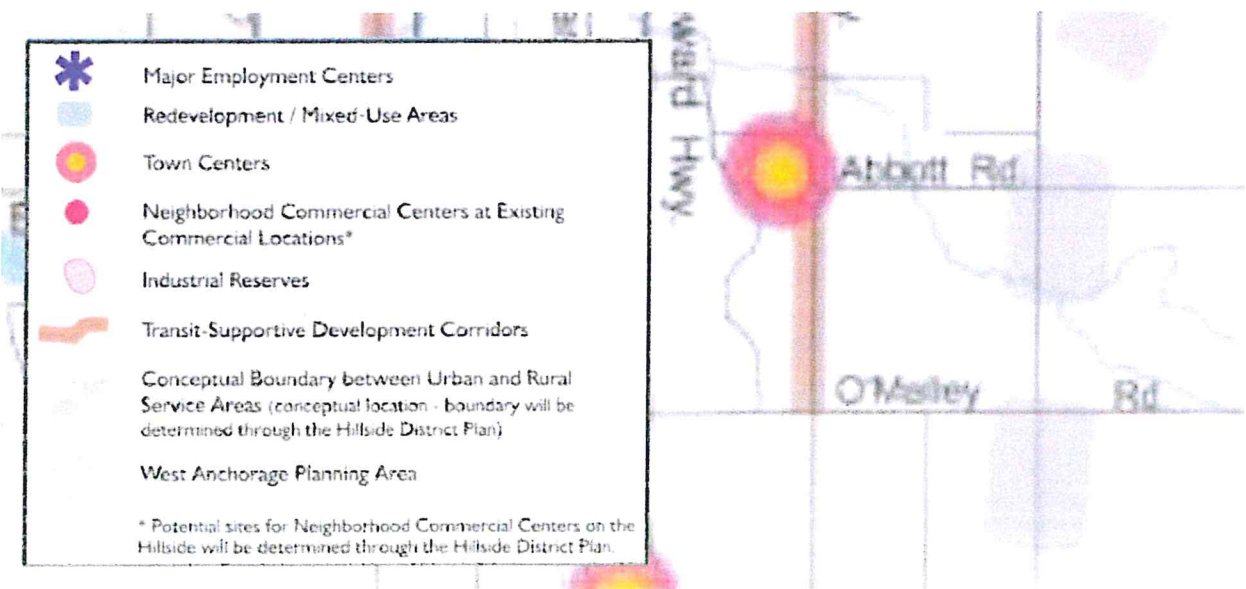 Major Employment Centers
Redevelopment / Mixed-Use Areas
Town Centers
Neighborhood Commercial Centers at Existing
Commercial Locations*
Industrial Reserves
Transit-Supportive Development Corridors
Conceptual Boundary between Urban and Rural
Service Areas (conceptual location - boundary will be
determined through the Hillside District Plan)
West Anchorage Planning Area
* Potential sites for Neighborhood Commercial Centers on the
Hillside will be determined through the Hillside District Plan.
ward Hwy.
Abbott Rd
O'Malley Rd